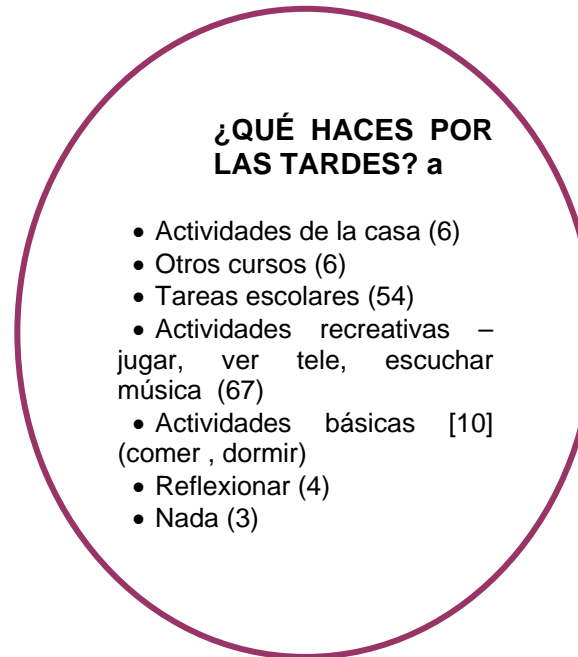 ¿QUÉ HACES POR
LAS TARDES? a
• Actividades de la casa (6)
• Otros cursos (6)
• Tareas escolares (54)
• Actividades recreativas –
jugar, ver tele, escuchar
música (67)
• Actividades básicas [10]
(comer , dormir)
• Reflexionar (4)
• Nada (3)